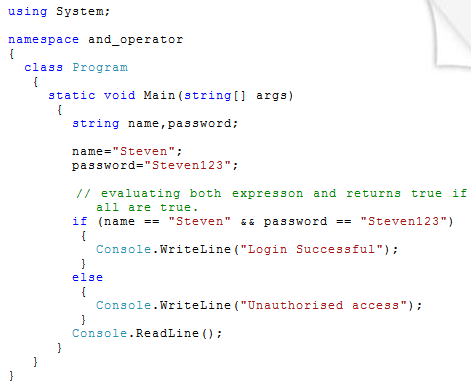 using System;
namespace and_operator
{
class Program
{
static void Main(string[] args)
{
string name,password;
name="Steven";
password="Steven123";
// evaluating both expresson and returns true if
all are true.
if (name == "Steven" && password == "Steven123")
{
Console.WriteLine("Login Successful");
}
else
{
Console.WriteLine("Unauthorised access");
}
Console.ReadLine();
}
}
}